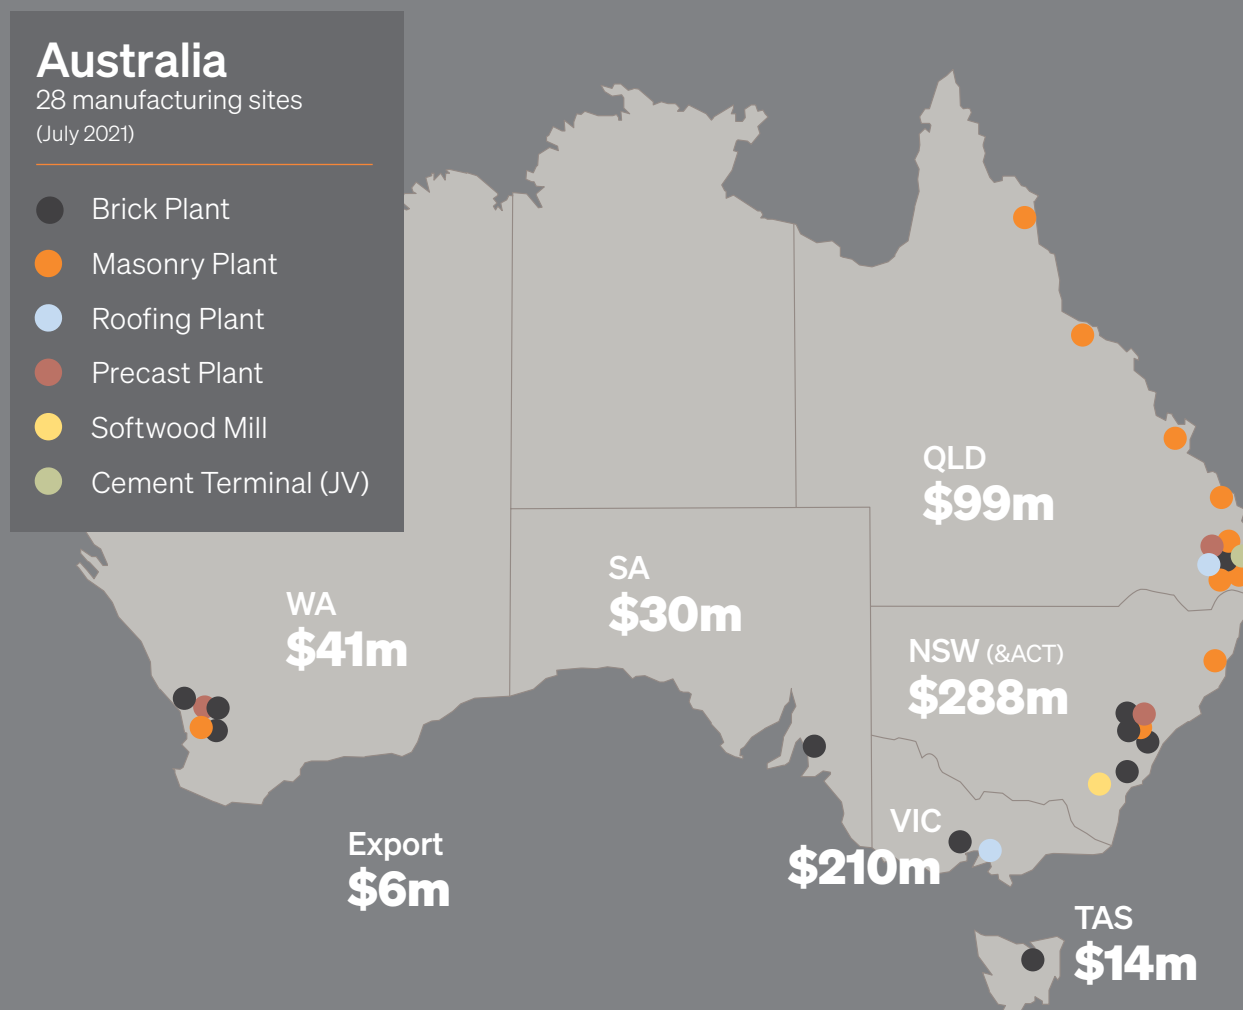 Australia
28 manufacturing sites
(July 2021)
Brick Plant
Masonry Plant
Roofing Plant
Precast Plant
Softwood Mill
Cement Terminal (JV)
QLD
$99m
SA
$30m
WA
$41m
NSW (&ACT)
$288m
VIC
$210m
Export
$6m
TAS
$14m